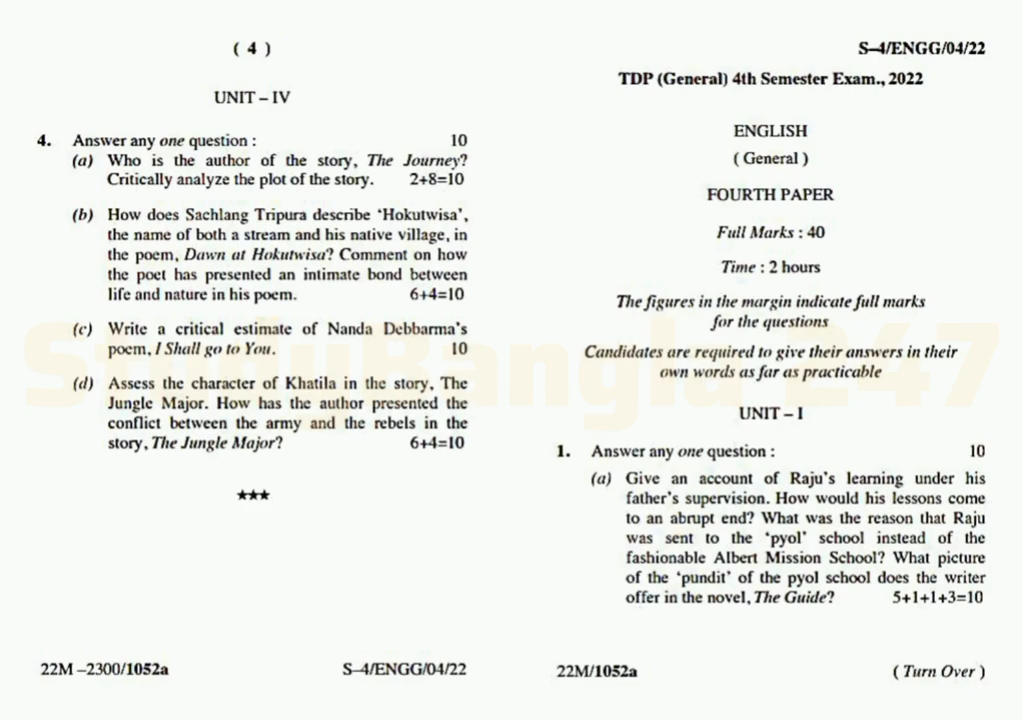 ( 4 )
UNIT – IV
4. Answer any one question : 10
(a) Who is the author of the story, The Journey?
Critically analyze the plot of the story. 2+8=10
(b) How does Sachlang Tripura describe ‘Hokutwisa’,
the name of both a stream and his native village, in
the poem, Dawn at Hokutwisa? Comment on how
the poet has presented an intimate bond between
life and nature in his poem. 6+4=10
(c) Write a critical estimate of Nanda Debbarma's
poem, I Shall go to You. 10
(d) Assess the character of Khatila in the story, The
Jungle Major. How has the author presented the
conflict between the army and the rebels in the
story, The Jungle Major? 6+4=10
★★★
22M –2300/1052a S–4/ENGG/04/22
S–4/ENGG/04/22
TDP (General) 4th Semester Exam., 2022
ENGLISH
( General )
FOURTH PAPER
Full Marks : 40
Time : 2 hours
The figures in the margin indicate full marks
for the questions
Candidates are required to give their answers in their
own words as far as practicable
UNIT – I
1. Answer any one question : 10
(a) Give an account of Raju's learning under his
father's supervision. How would his lessons come
to an abrupt end? What was the reason that Raju
was sent to the ‘pyol’ school instead of the
fashionable Albert Mission School? What picture
of the ‘pundit’ of the pyol school does the writer
offer in the novel, The Guide? 5+1+1+3=10
22M/1052a ( Turn Over )
StudyBangla 247